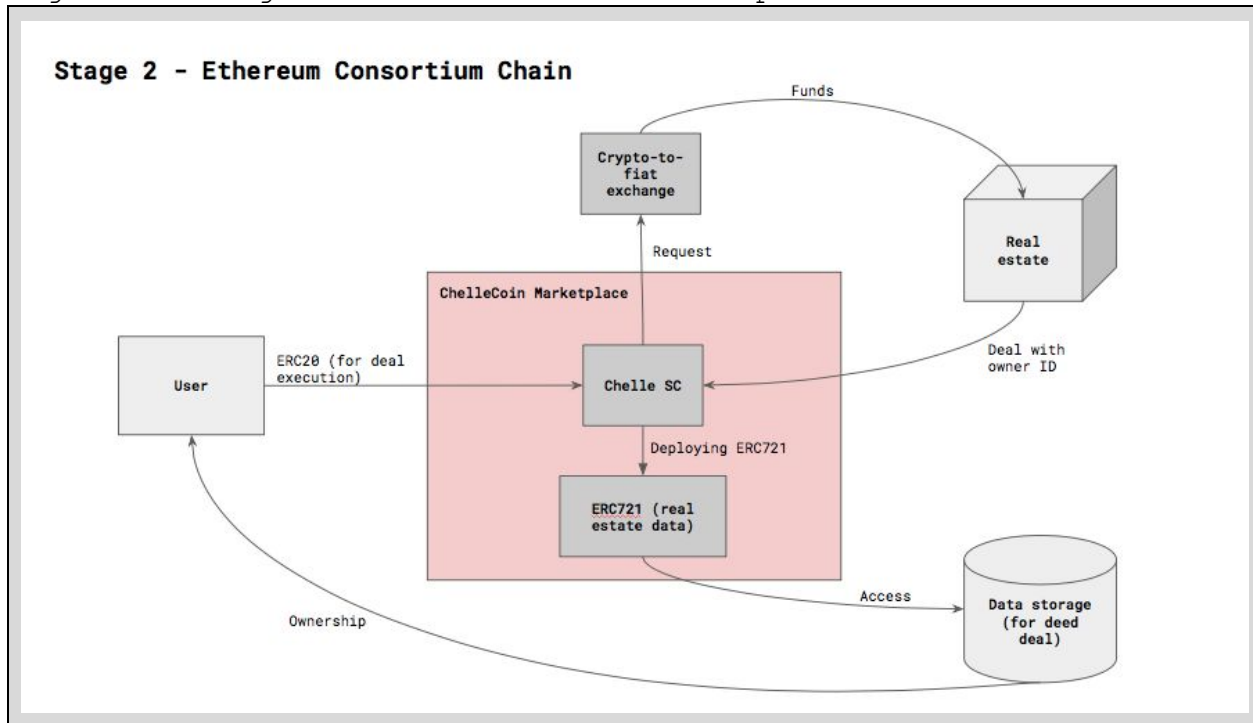 Stage 2 - Ethereum Consortium Chain
Funds
Crypto-to-
fiat
exchange
Real
estate
Request
ChelleCoin Marketplace
ERC20 (for deal
execution)
User
Chelle SC
Deal with
owner ID
Deploying ERC721
ERC721 (real
estate data)
Access
Data storage
(for deed
deal)
Ownership